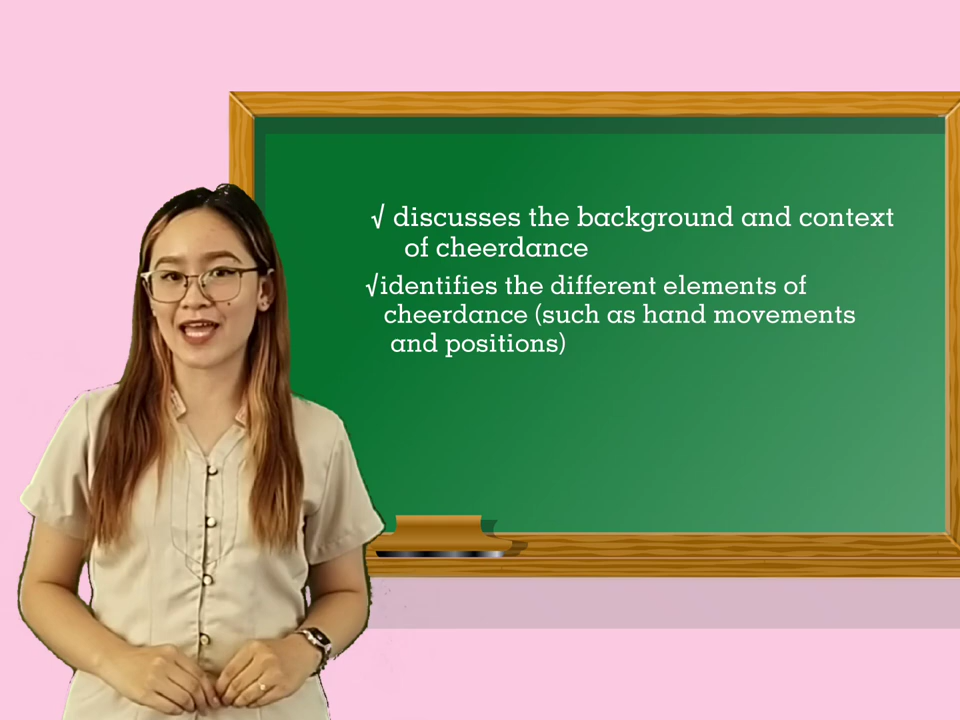 √ discusses the background and context
of cheerdance
√identifies the different elements of
cheerdance (such as hand movements
and positions)